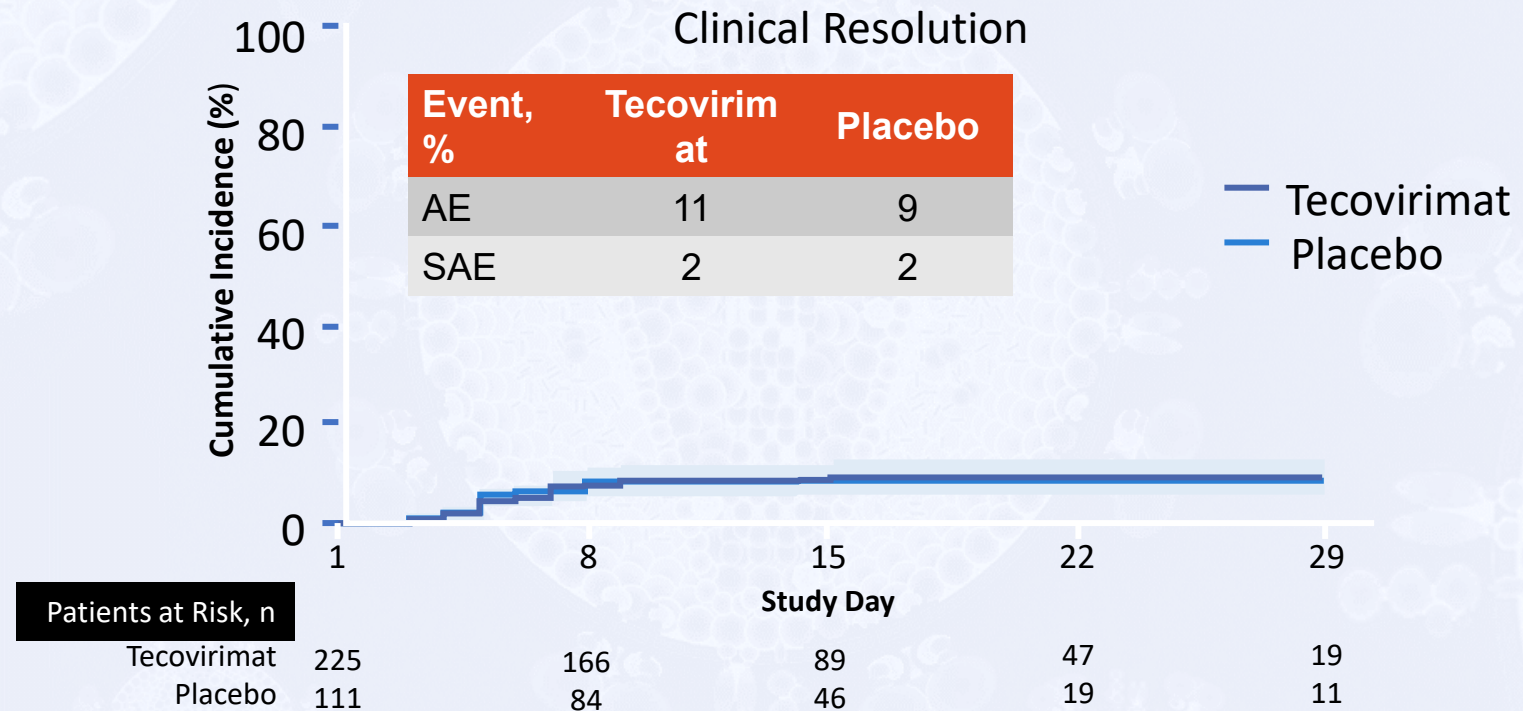 Clinical Resolution
Cumulative Incidence (%)
100
80
60
40
20
0
Event, % Tecovirim at Placebo
AE 11 9
SAE 2 2
Tecovirimat
Placebo
1 8 15 22 29
Study Day
Patients at Risk, n
Tecovirimat 225 166 89 47 19
Placebo 111 84 46 19 11